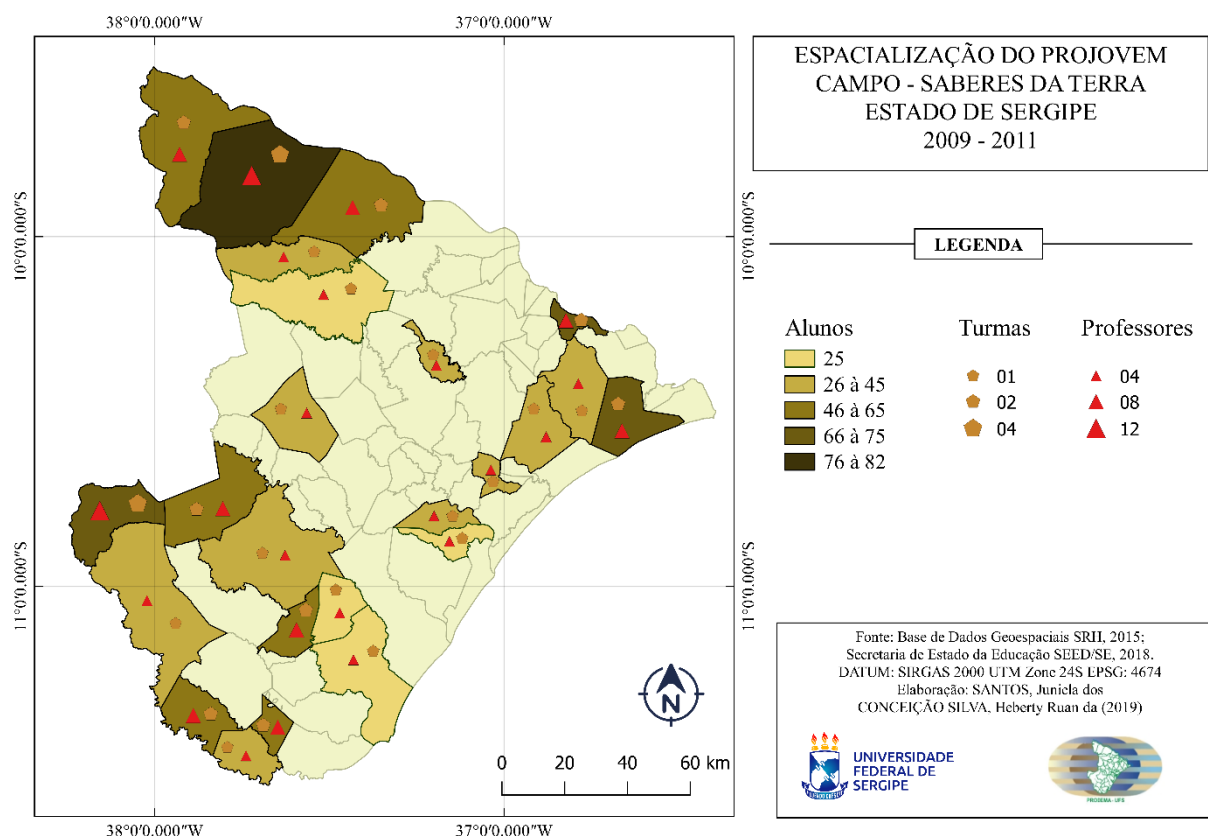 38°0'0.000"W 37°0'0.000"W
ESPACIALIZAÇÃO DO PROJOVEM
CAMPO - SABERES DA TERRA
ESTADO DE SERGIPE
2009 - 2011
10°0'0.000"S 10°0'0.000"S
LEGENDA
Alunos
25
26 à 45
46 à 65
66 à 75
76 à 82
Turmas
01
02
04
Professores
04
08
12
11°0'0.000"S 11°0'0.000"S
N
0 20 40 60 km
38°0'0.000"W 37°0'0.000"W
Fonte: Base de Dados Geoespaciais SRH, 2015;
Secretaria de Estado da Educação SEED/SE, 2018.
DATUM: SIRGAS 2000 UTM Zone 24S EPSG: 4674
Elaboração: SANTOS, Juniela dos
CONCEIÇÃO SILVA, Heberty Ruan da (2019)
UNIVERSIDADE
FEDERAL DE
SERGIPE
PRODEMA - UFS